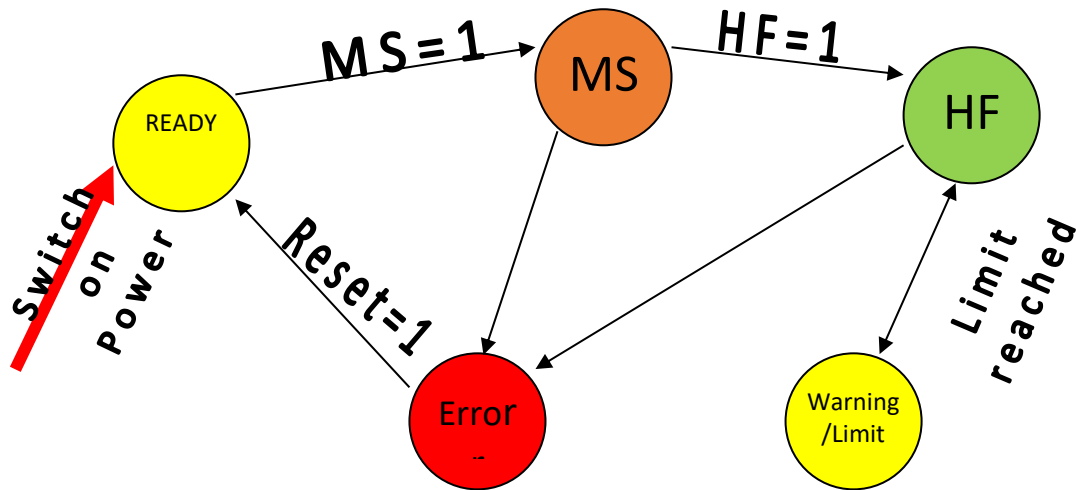 MS=1
HF=1
READY
MS
HF
Switch
on
Power
Reset=1
Limit
reached
Error
Warning
/Limit